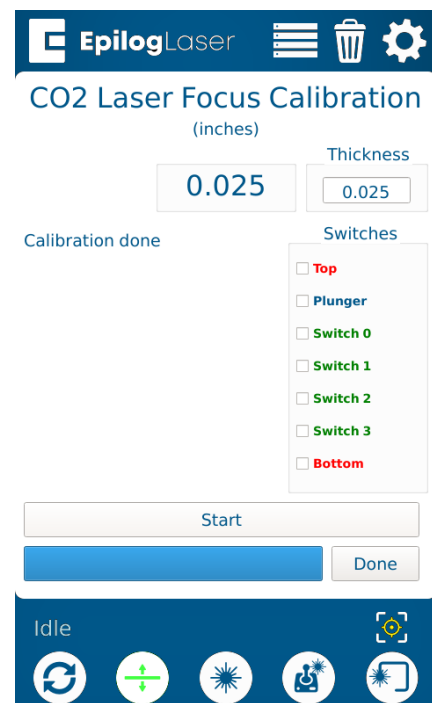 EpilogLaser
CO2 Laser Focus Calibration
(inches)
Thickness
0.025
0.025
Calibration done
Switches
Top
Plunger
Switch 0
Switch 1
Switch 2
Switch 3
Bottom
Start
Done
Idle